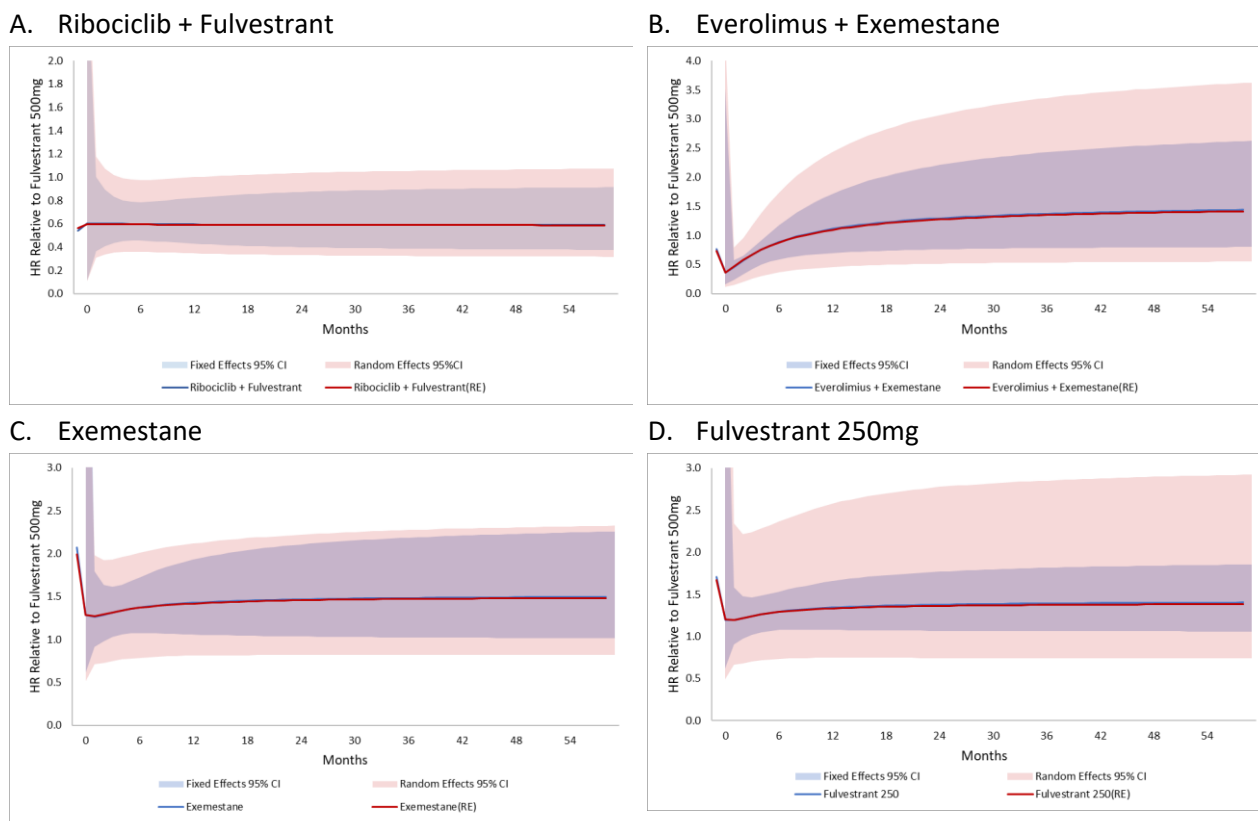 A. Ribociclib + Fulvestrant
HR Relative to Fulvestrant 500mg
2.0
1.8
1.6
1.4
1.2
1.0
0.8
0.6
0.4
0.2
0.0
0 6 12 18 24 30 36 42 48 54
Months
Fixed Effects 95% CI Random Effects 95%CI
Ribociclib + Fulvestrant Ribociclib + Fulvestrant(RE)
B. Everolimus + Exemestane
HR Relative to Fulvestrant 500mg
4.0
3.5
3.0
2.5
2.0
1.5
1.0
0.5
0.0
0 6 12 18 24 30 36 42 48 54
Months
Fixed Effects 95%CI Random Effects 95% CI
Everolimius + Exemestane Everolimius + Exemestane(RE)
C. Exemestane
HR Relative to Fulvestrant 500mg
3.0
2.5
2.0
1.5
1.0
0.5
0.0
0 6 12 18 24 30 36 42 48 54
Months
Fixed Effects 95% CI Random Effects 95% CI
Exemestane Exemestane(RE)
D. Fulvestrant 250mg
HR Relative to Fulvestrant 500mg
3.0
2.5
2.0
1.5
1.0
0.5
0.0
0 6 12 18 24 30 36 42 48 54
Months
Fixed Effects 95% CI Random Effects 95% CI
Fulvestrant 250 Fulvestrant 250(RE)